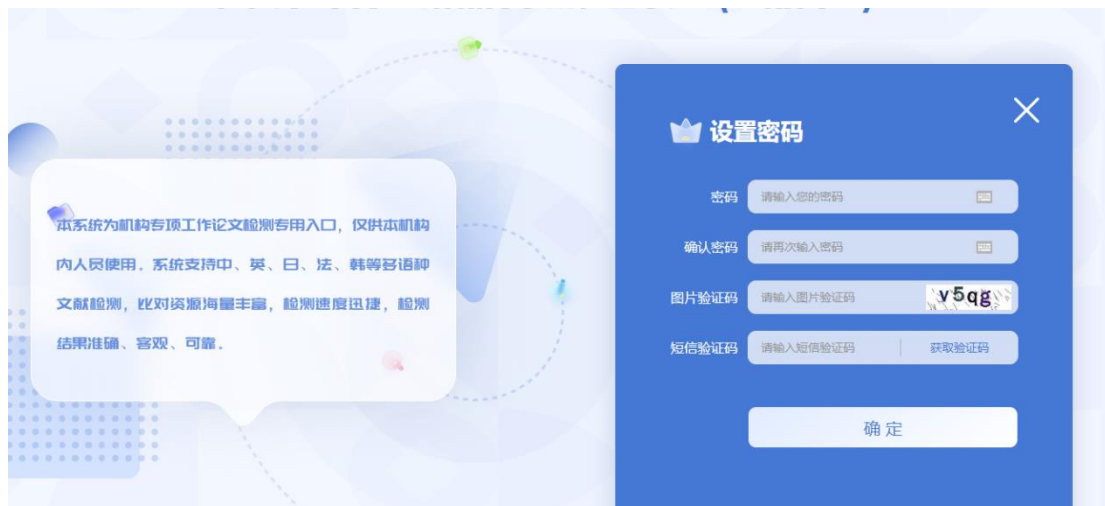 本系统为机构专项工作论文检测专用入口，仅供本机构
内人员使用。系统支持中、英、日、法、韩等多语种
文献检测，比对资源海量丰富，检测速度迅捷，检测
结果准确、客观、可靠。
设置密码
密码 请输入您的密码
确认密码 请再次输入密码
图片验证码 请输入图片验证码 v5qg
短信验证码 请输入短信验证码 获取验证码
确定